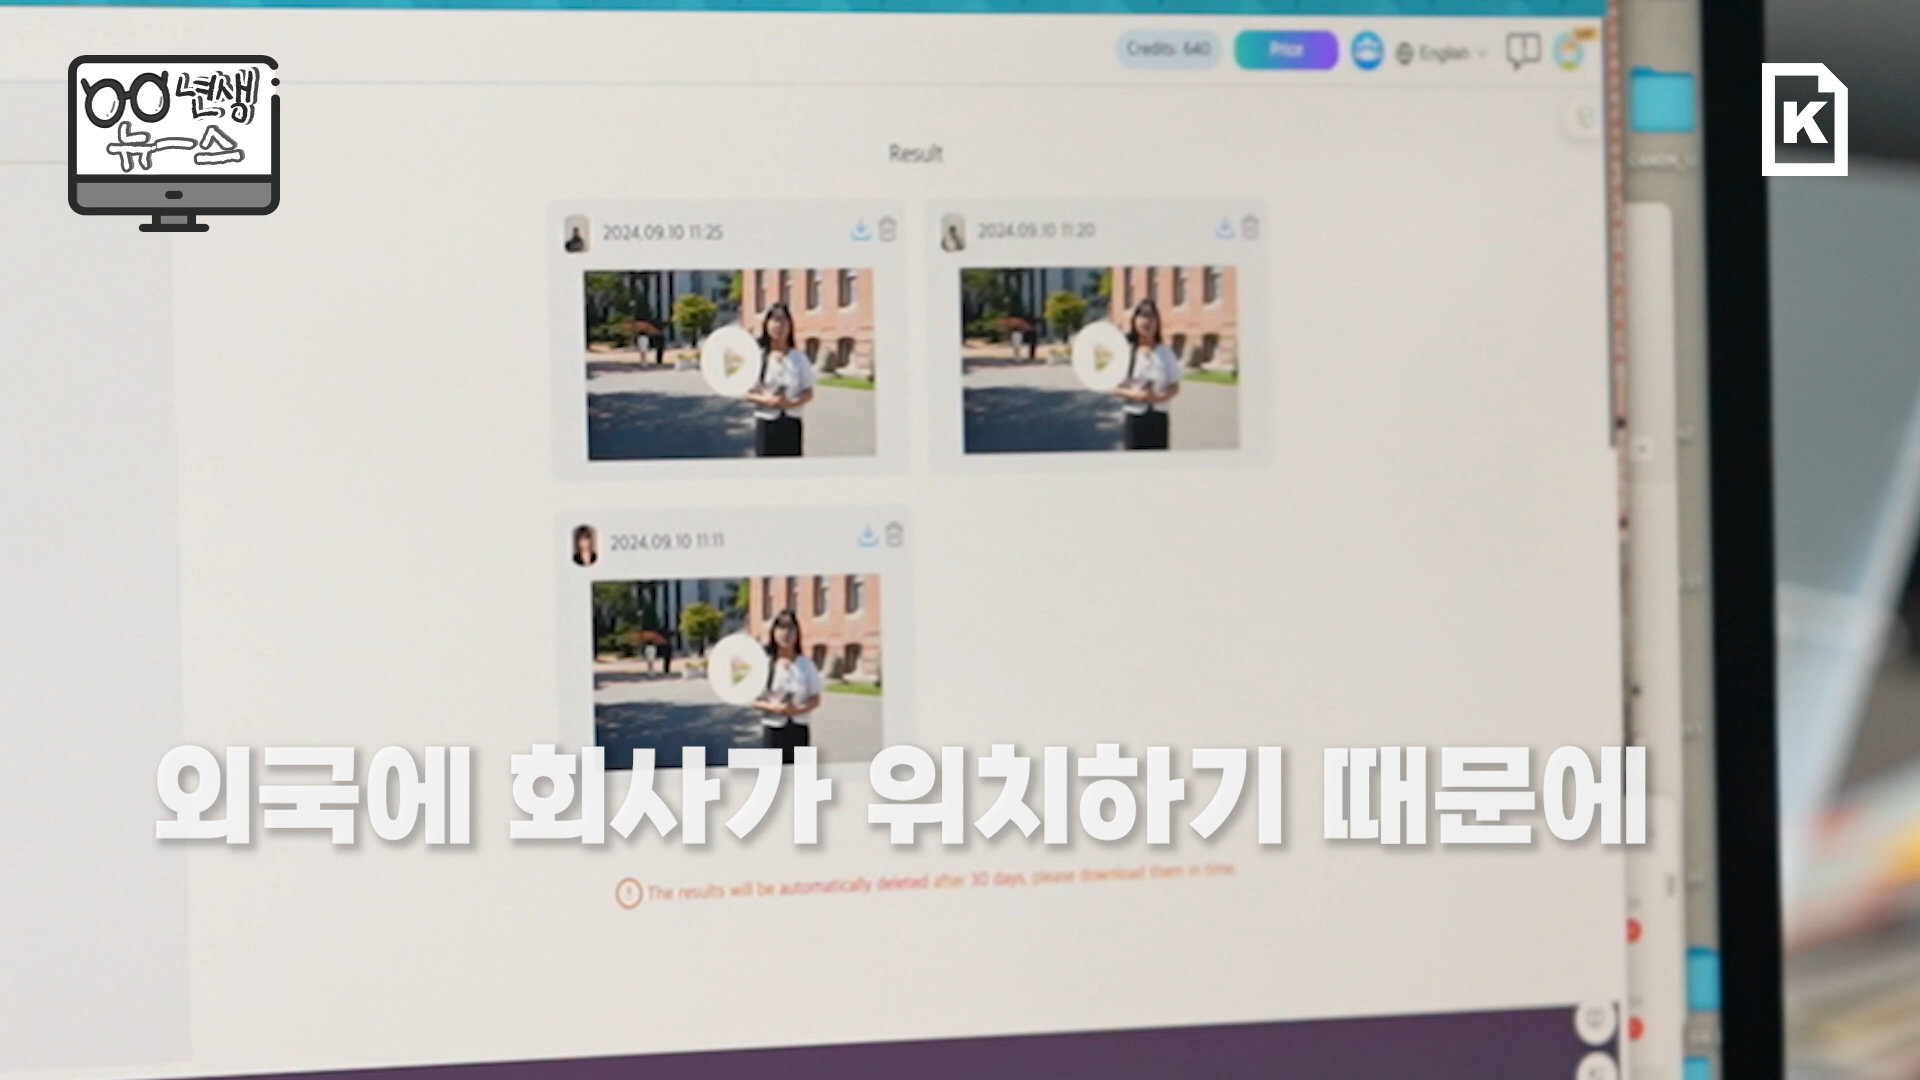 Credits: 640
Price
English
년생
뉴스
K
Result
2024.09.10 11:25
2024.09.10 11:20
2024.09.10 11:11
외국에 회사가 위치하기 때문에
The results will be automatically deleted after 30 days, please download them in time.